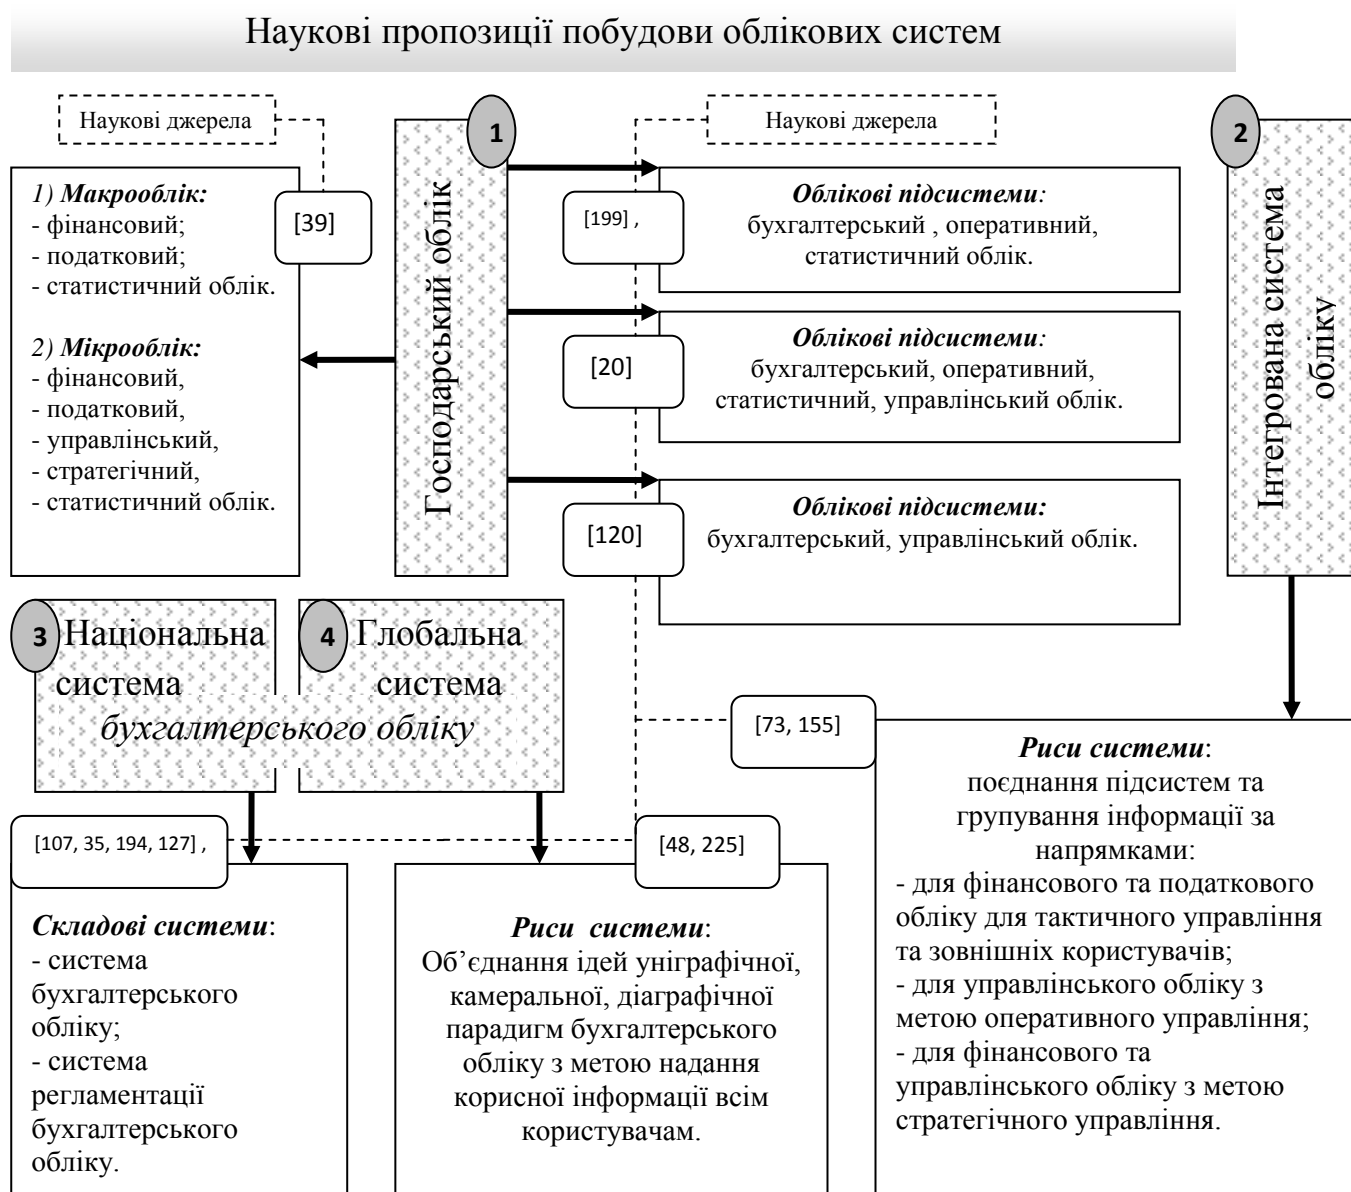 Наукові пропозиції побудови облікових систем
Наукові джерела
1) Макрооблік:
- фінансовий;
- податковий;
- статистичний облік.
2) Мікрооблік:
- фінансовий,
- податковий,
- управлінський,
- стратегічний,
- статистичний облік.
[39]
1
Господарський облік
Наукові джерела
[199] ,
Облікові підсистеми:
бухгалтерський , оперативний,
статистичний облік.
[20]
Облікові підсистеми:
бухгалтерський, оперативний,
статистичний, управлінський облік.
[120]
Облікові підсистеми:
бухгалтерський, управлінський облік.
2
Інтегрована система
обліку
3 Національна
система
4 Глобальна
система
бухгалтерського обліку
[107, 35, 194, 127] ,
Складові системи:
- система
бухгалтерського
обліку;
- система
регламентації
бухгалтерського
обліку.
[48, 225]
Риси системи:
Об’єднання ідей уніграфічної,
камеральної, діаграфічної
парадигм бухгалтерського
обліку з метою надання
корисної інформації всім
користувачам.
[73, 155]
Риси системи:
поєднання підсистем та
групування інформації за
напрямками:
- для фінансового та податкового
обліку для тактичного управління
та зовнішніх користувачів;
- для управлінського обліку з
метою оперативного управління;
- для фінансового та
управлінського обліку з метою
стратегічного управління.